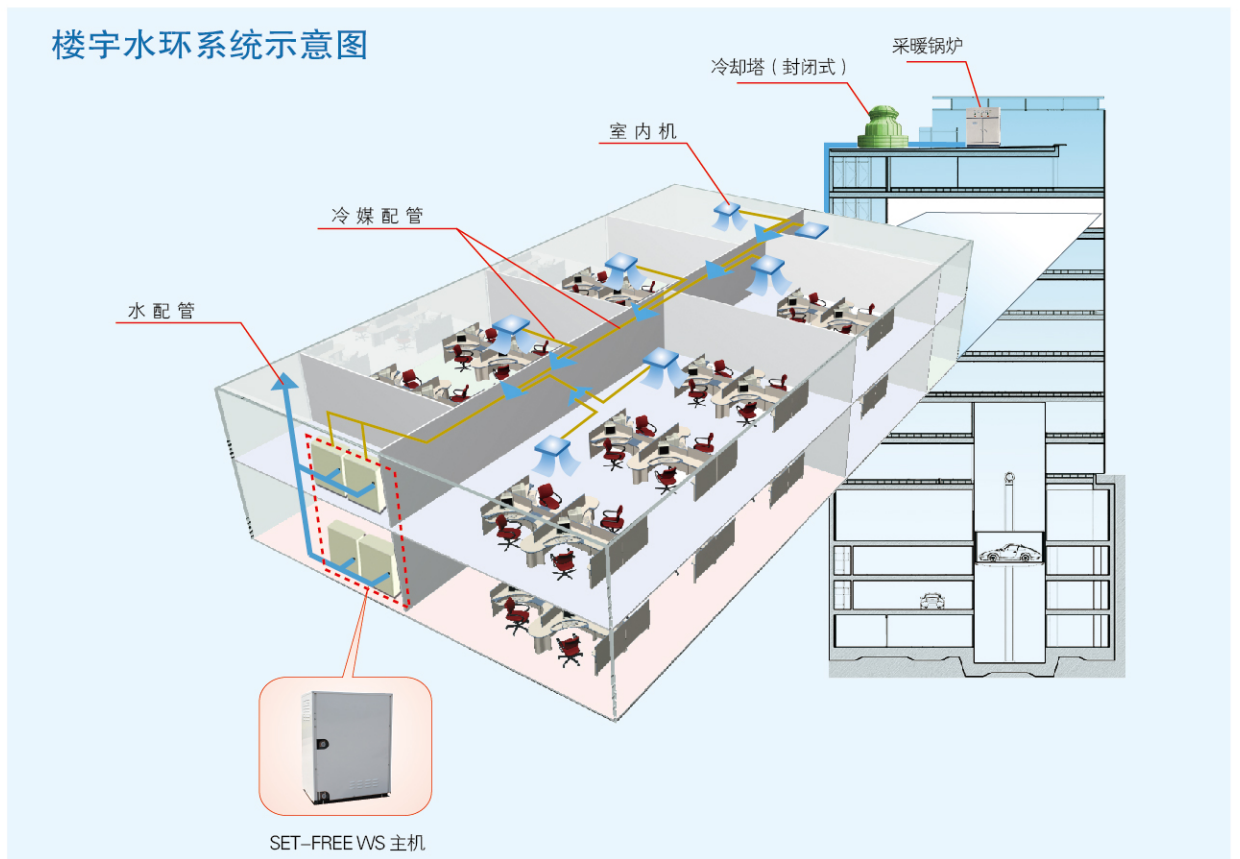 楼宇水环系统示意图
采暖锅炉
冷却塔（封闭式）
室内机
冷媒配管
水配管
SET-FREE WS 主机